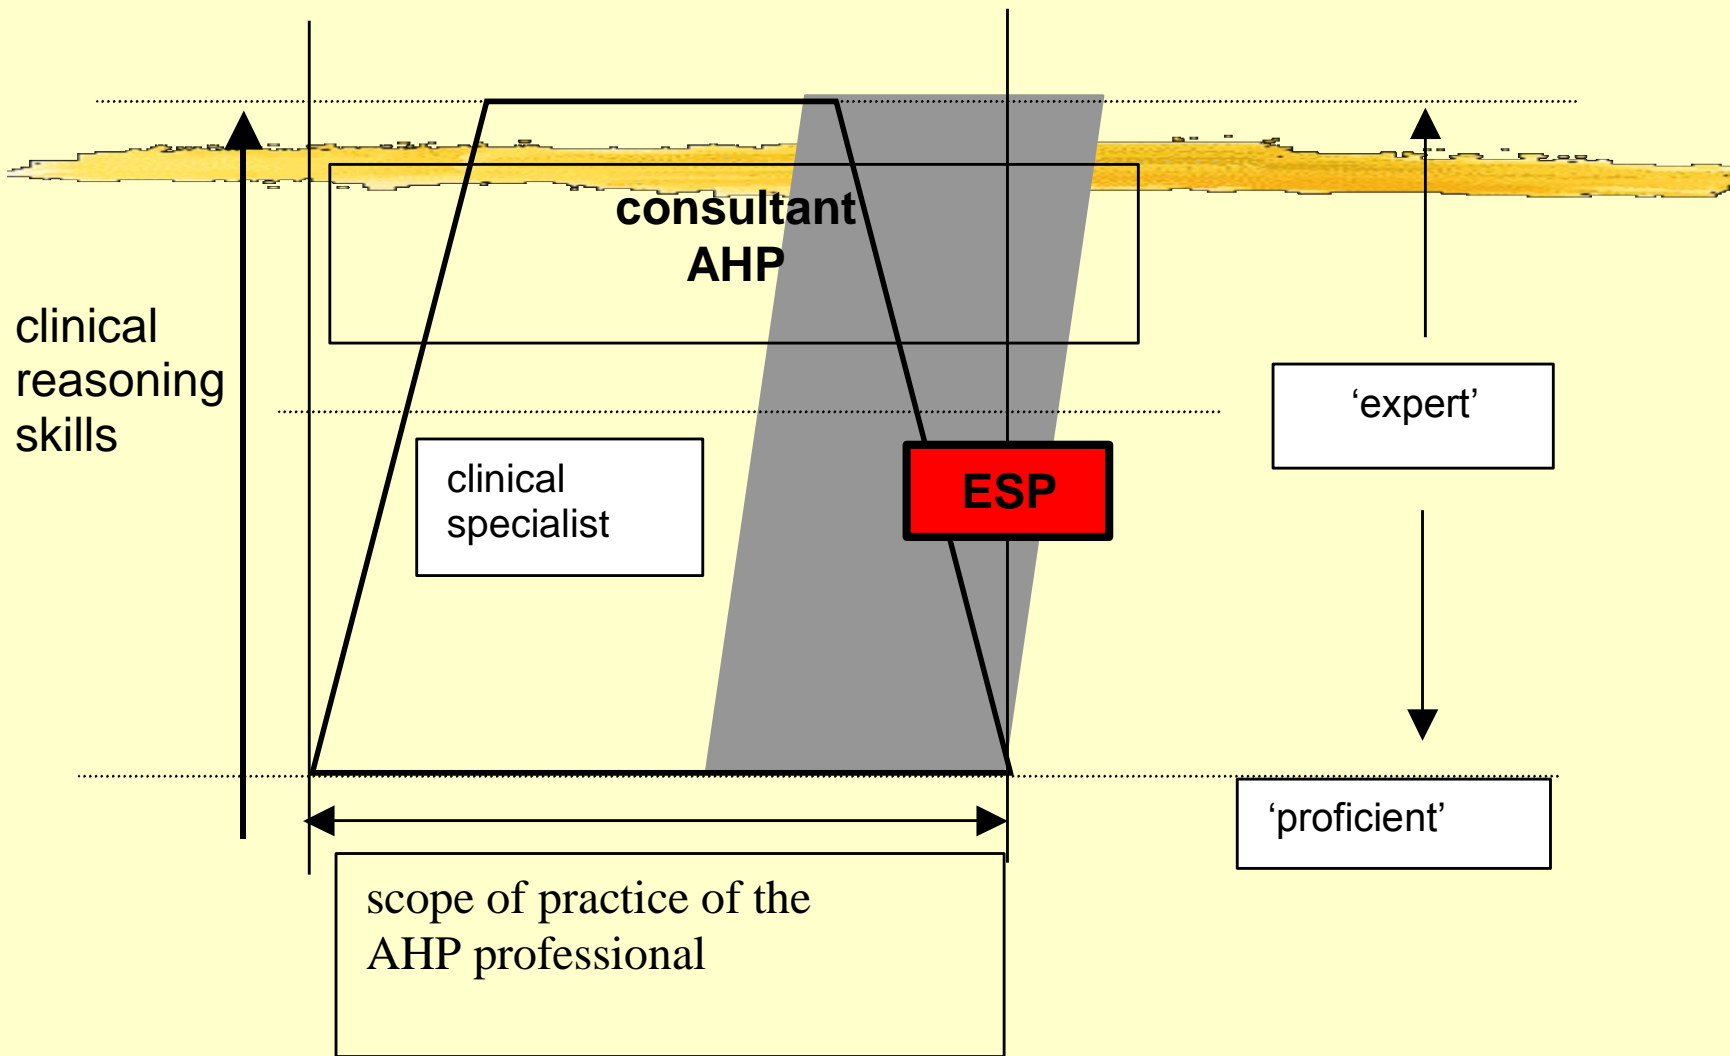 consultant
AHP
clinical
reasoning
skills
‘expert’
clinical
specialist
ESP
‘proficient’
scope of practice of the
AHP professional